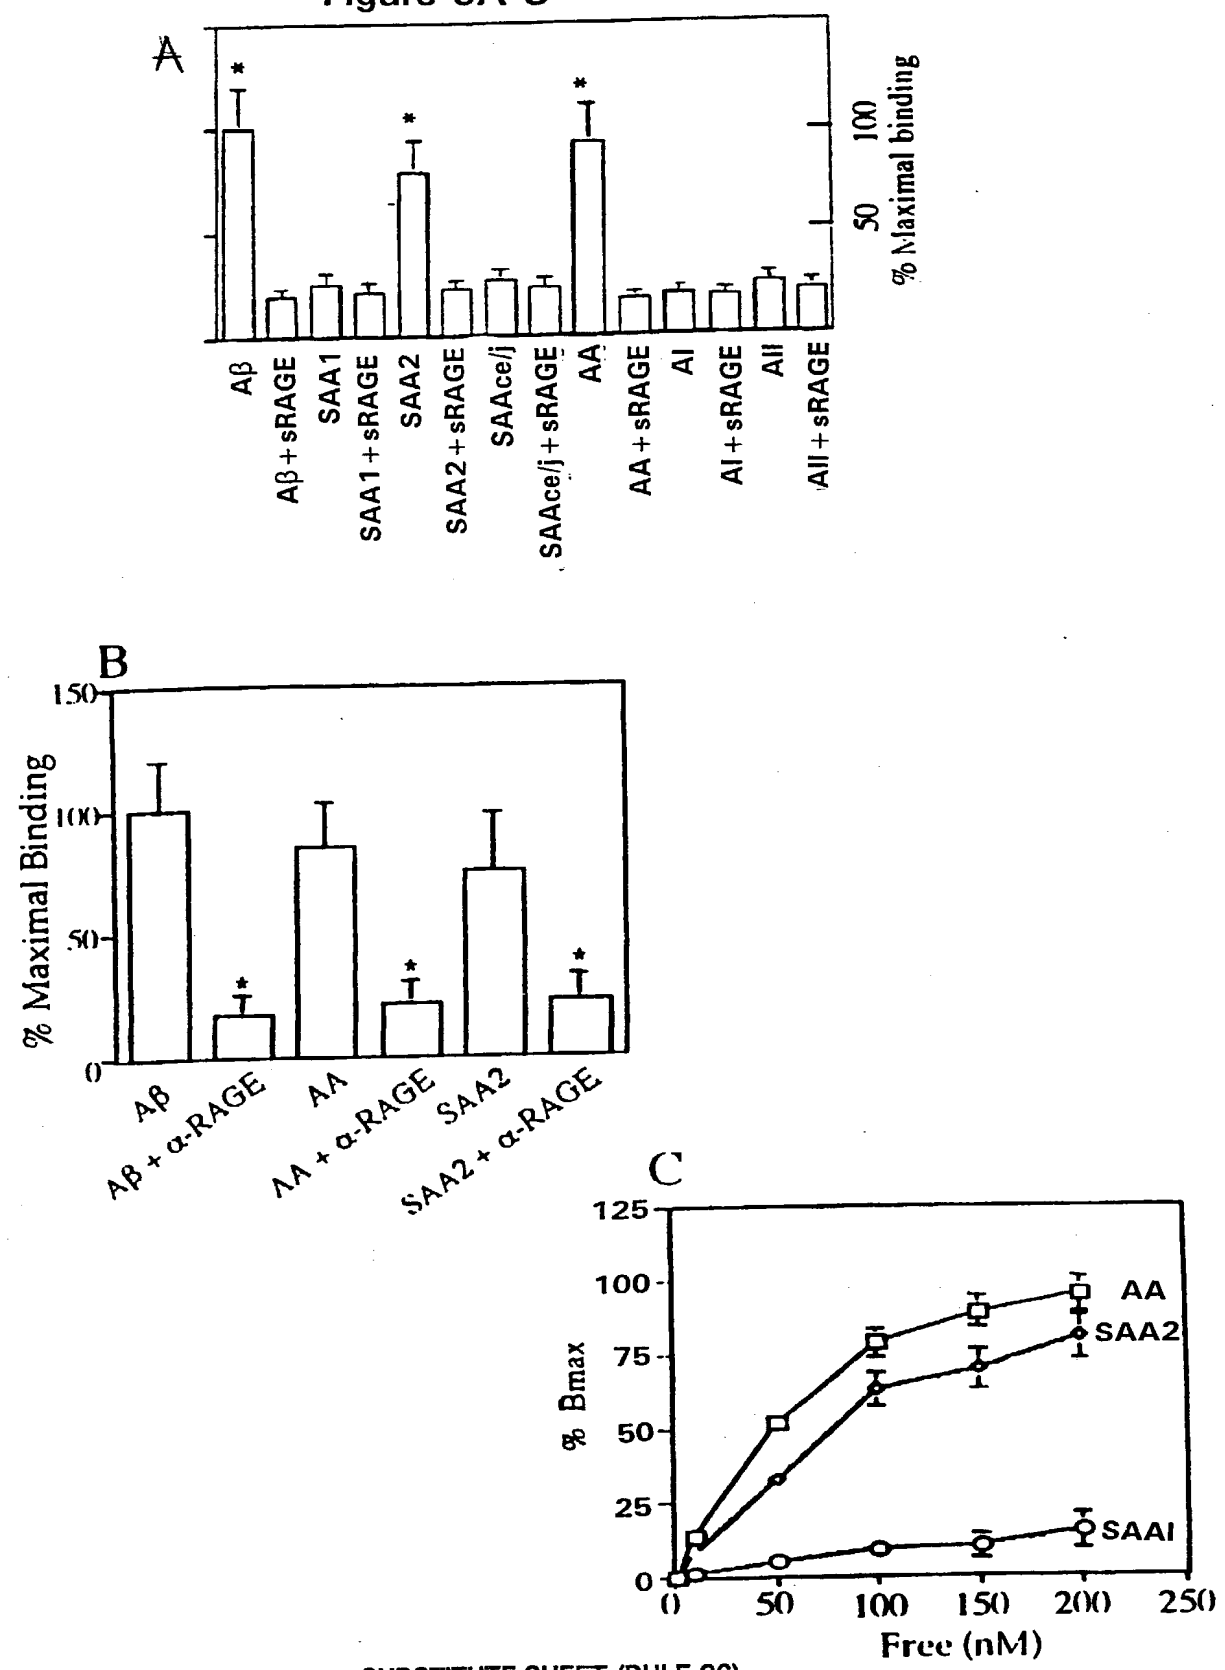 A
*
*
*
100
50
% Maximal binding
Aβ
Aβ + sRAGE
SAA1
SAA1 + sRAGE
SAA2
SAA2 + sRAGE
SAAce/j
SAAce/j + sRAGE
AA
AA + sRAGE
AI
AI + sRAGE
AII
AII + sRAGE
B
150
100
50
0
% Maximal Binding
*
*
*
Aβ
Aβ + α-RAGE
AA
AA + α-RAGE
SAA2
SAA2 + α-RAGE
C
125
100
75
50
25
0
% Bmax
AA
SAA2
SAA1
0 50 100 150 200 250
Free (nM)